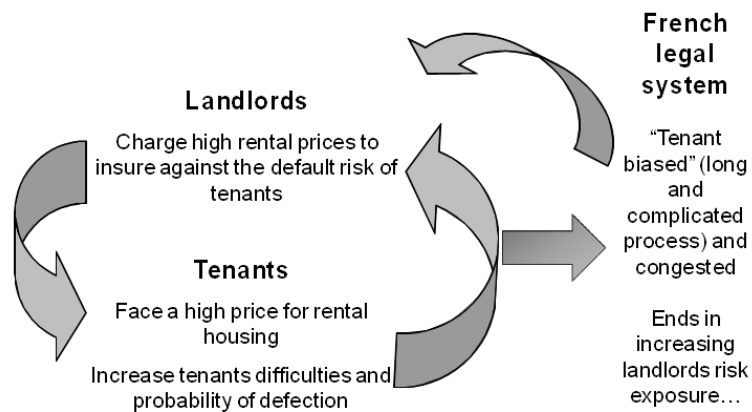 Landlords
Charge high rental prices to
insure against the default risk of
tenants
Tenants
Face a high price for rental
housing
Increase tenants difficulties and
probability of defection
French
legal
system
“Tenant
biased” (long
and
complicated
process) and
congested
Ends in
increasing
landlords risk
exposure…